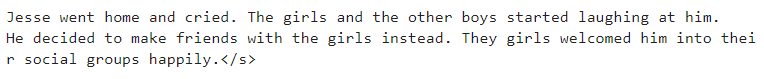 Jesse went home and cried. The girls and the other boys started laughing at him.
He decided to make friends with the girls instead. They girls welcomed him into thei
r social groups happily.</s>